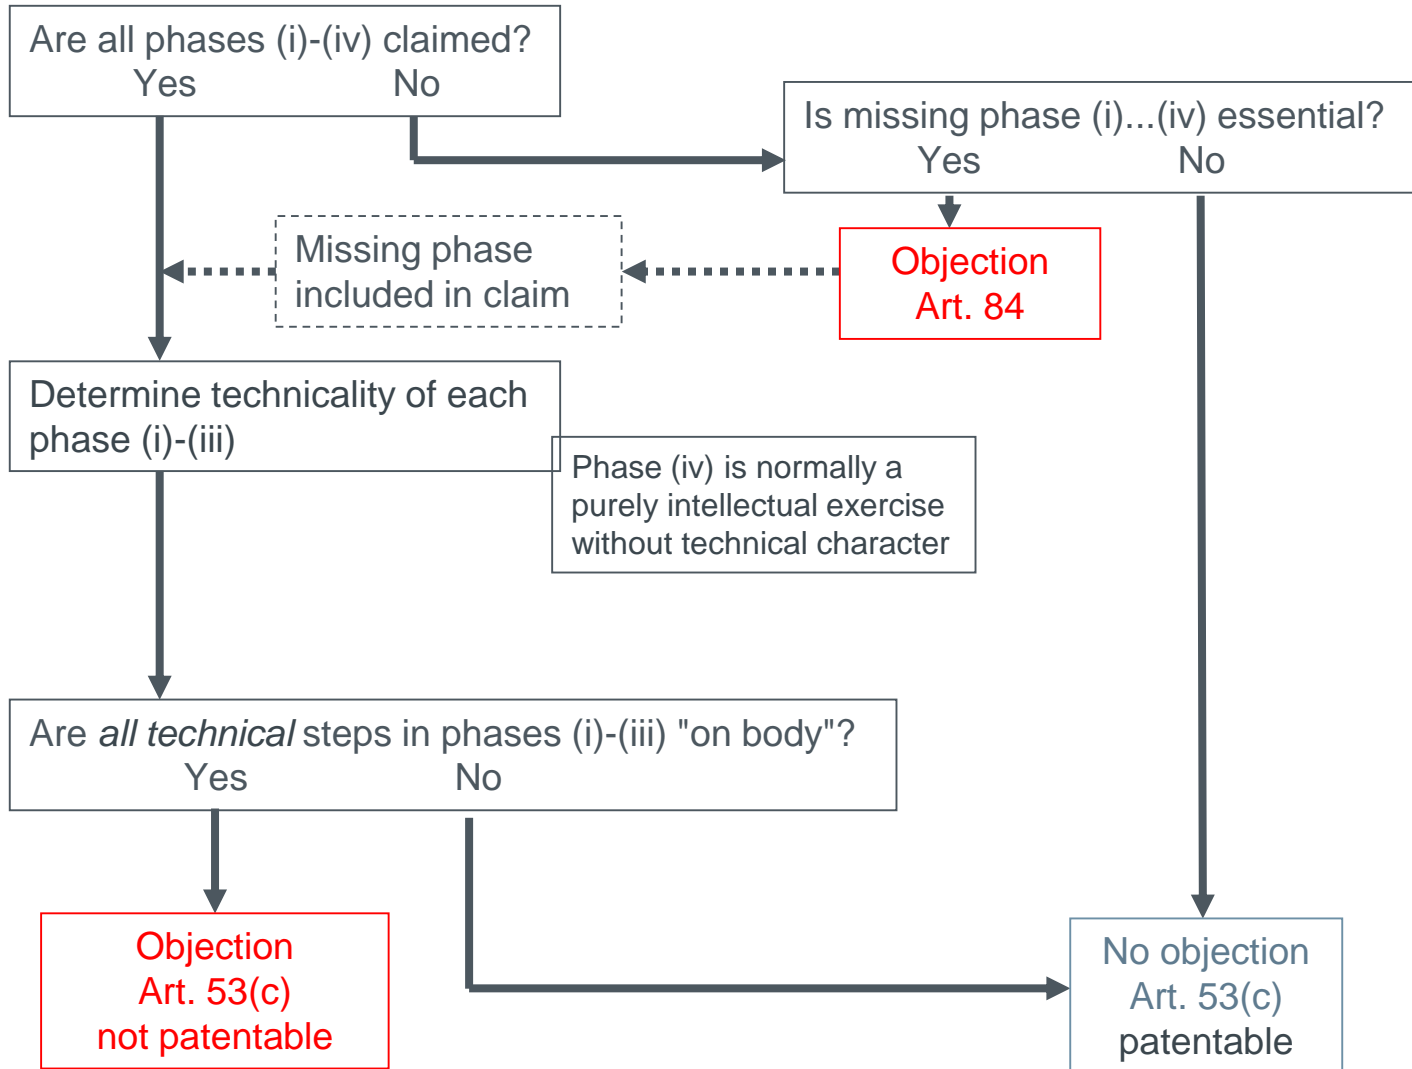 Are all phases (i)-(iv) claimed?
Yes No
Is missing phase (i)...(iv) essential?
Yes No
Missing phase
included in claim
Objection
Art. 84
Determine technicality of each
phase (i)-(iii)
Phase (iv) is normally a
purely intellectual exercise
without technical character
Are all technical steps in phases (i)-(iii) "on body"?
Yes No
Objection
Art. 53(c)
not patentable
No objection
Art. 53(c)
patentable